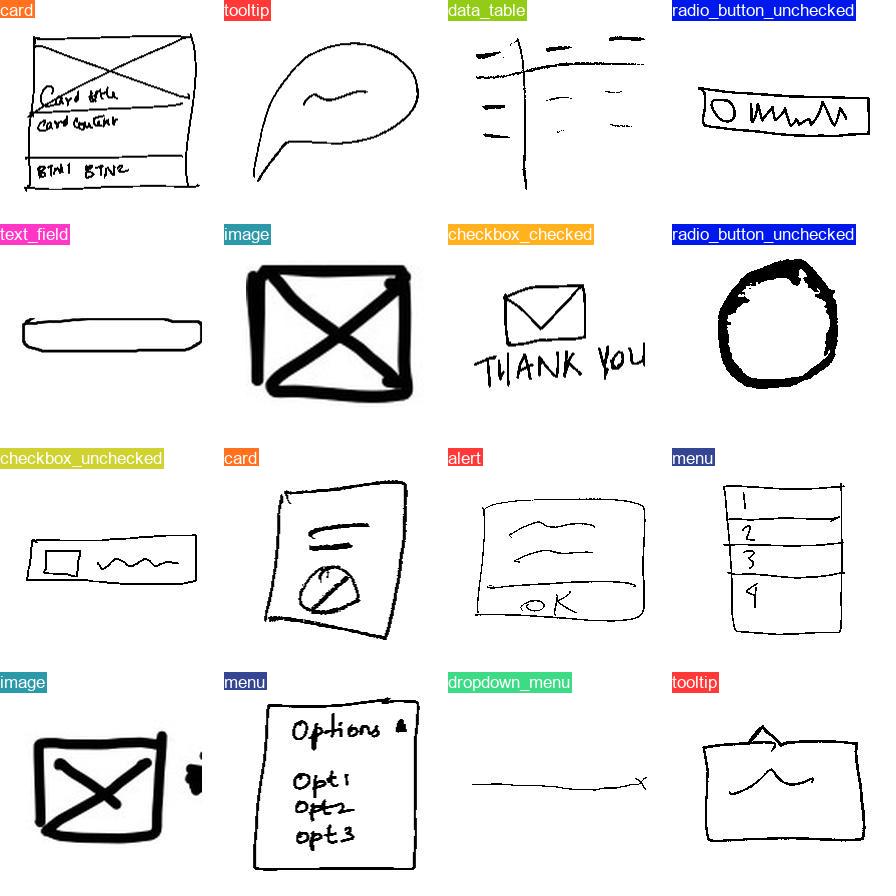 card
tooltip
data_table
radio_button_unchecked
Card title
Card content
BTN1 BTN2
text_field
image
checkbox_checked
radio_button_unchecked
THANK YOU
checkbox_unchecked
card
alert
menu
OK
1
2
3
4
image
menu
dropdown_menu
tooltip
Options
Opt1
Opt2
Opt3